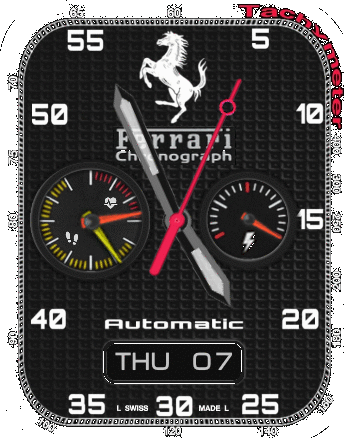 Tachymeter
55 5
50 10
Ferrari
Chronograph
15
40 20
Automatic
THU 07
35 L SWISS 30 MADE L 25